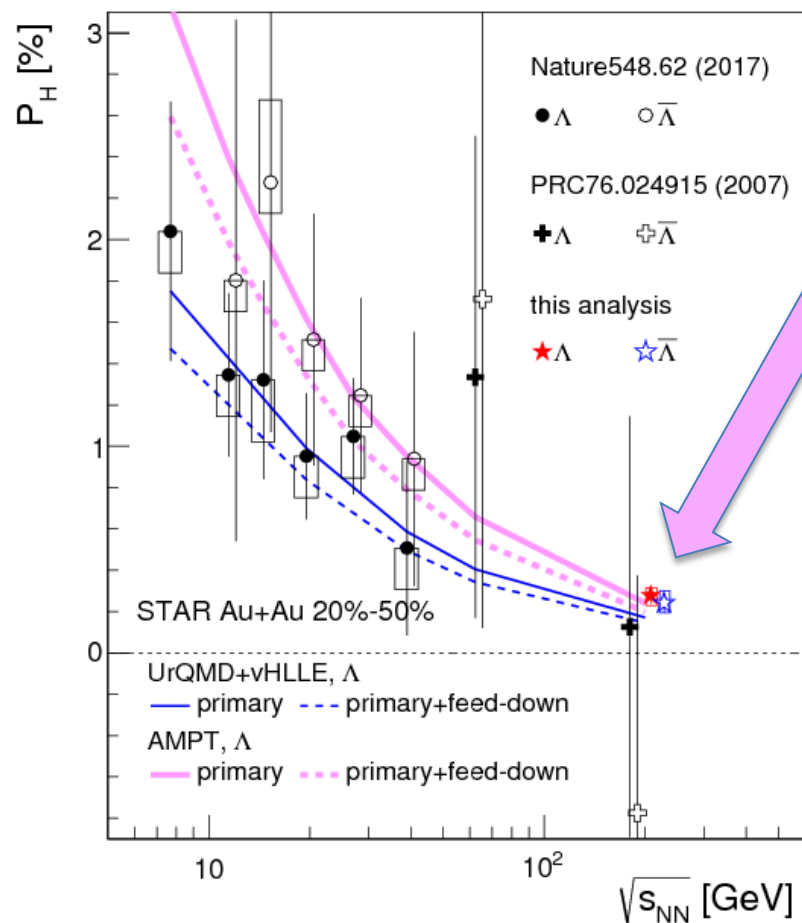 P_H [%]
3
2
1
0
Nature548.62 (2017)
Λ Λ̅
PRC76.024915 (2007)
Λ Λ̅
this analysis
Λ Λ̅
STAR Au+Au 20%-50%
UrQMD+vHLLE, Λ
primary primary+feed-down
AMPT, Λ
primary primary+feed-down
10 10²
√s_NN [GeV]